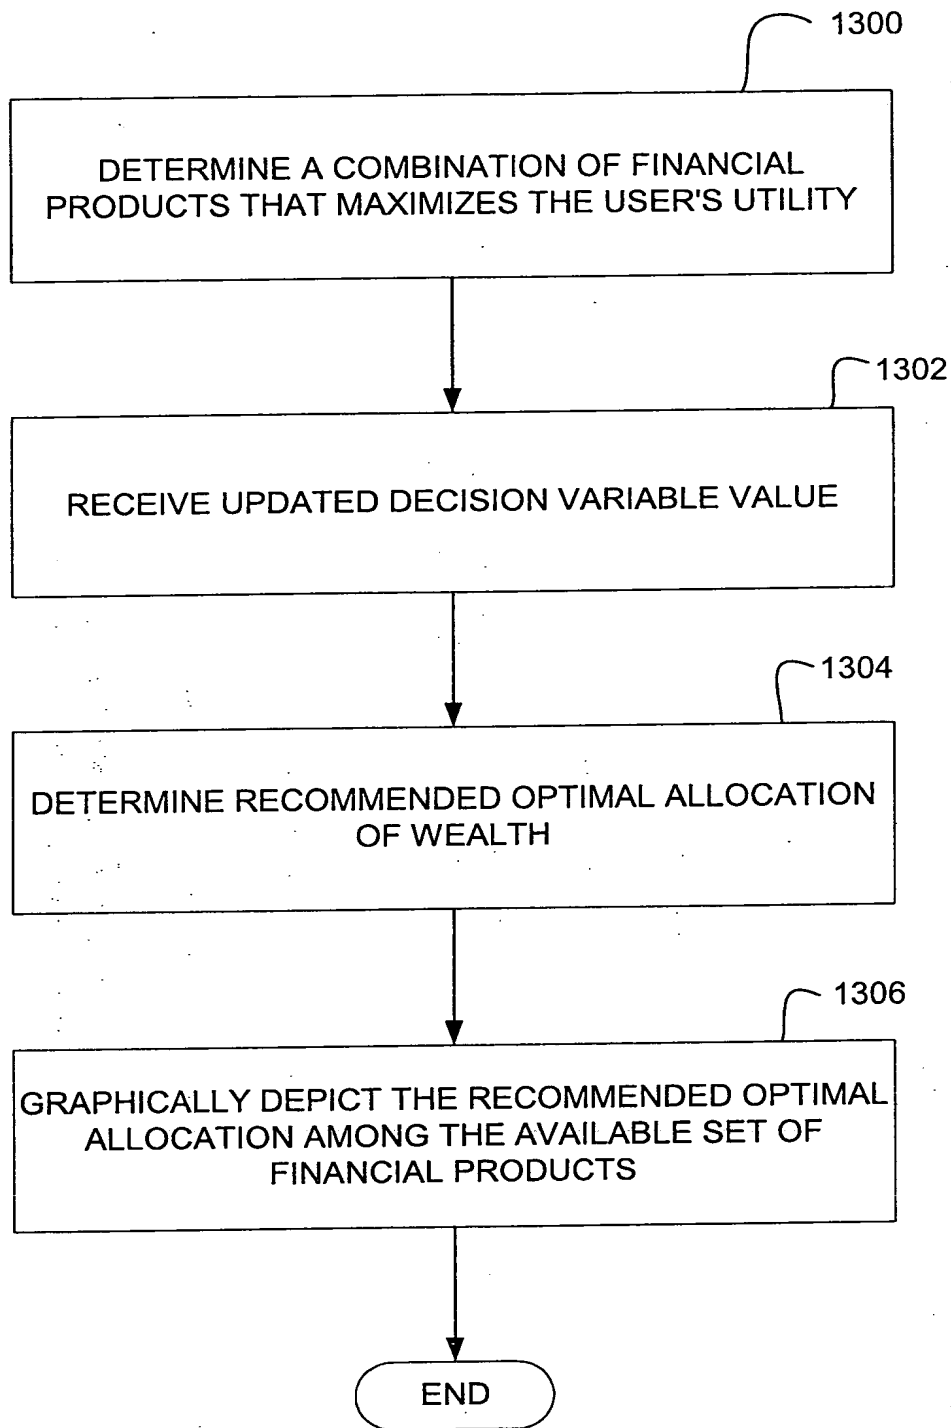 1300
DETERMINE A COMBINATION OF FINANCIAL
PRODUCTS THAT MAXIMIZES THE USER'S UTILITY
1302
RECEIVE UPDATED DECISION VARIABLE VALUE
1304
DETERMINE RECOMMENDED OPTIMAL ALLOCATION
OF WEALTH
1306
GRAPHICALLY DEPICT THE RECOMMENDED OPTIMAL
ALLOCATION AMONG THE AVAILABLE SET OF
FINANCIAL PRODUCTS
END